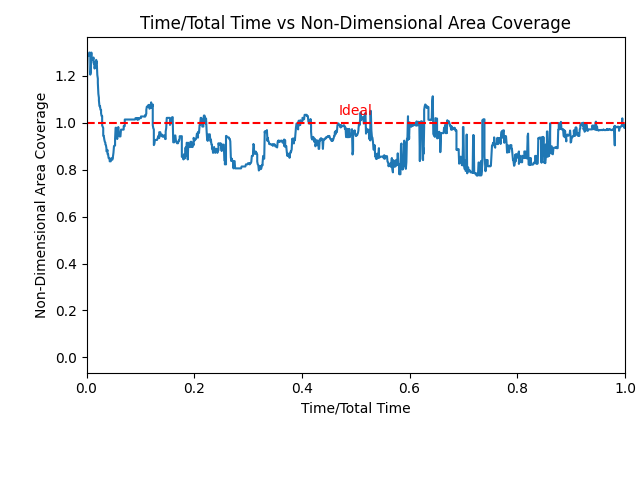 Time/Total Time vs Non-Dimensional Area Coverage
Non-Dimensional Area Coverage
1.2
1.0
0.8
0.6
0.4
0.2
0.0
Ideal
0.0 0.2 0.4 0.6 0.8 1.0
Time/Total Time